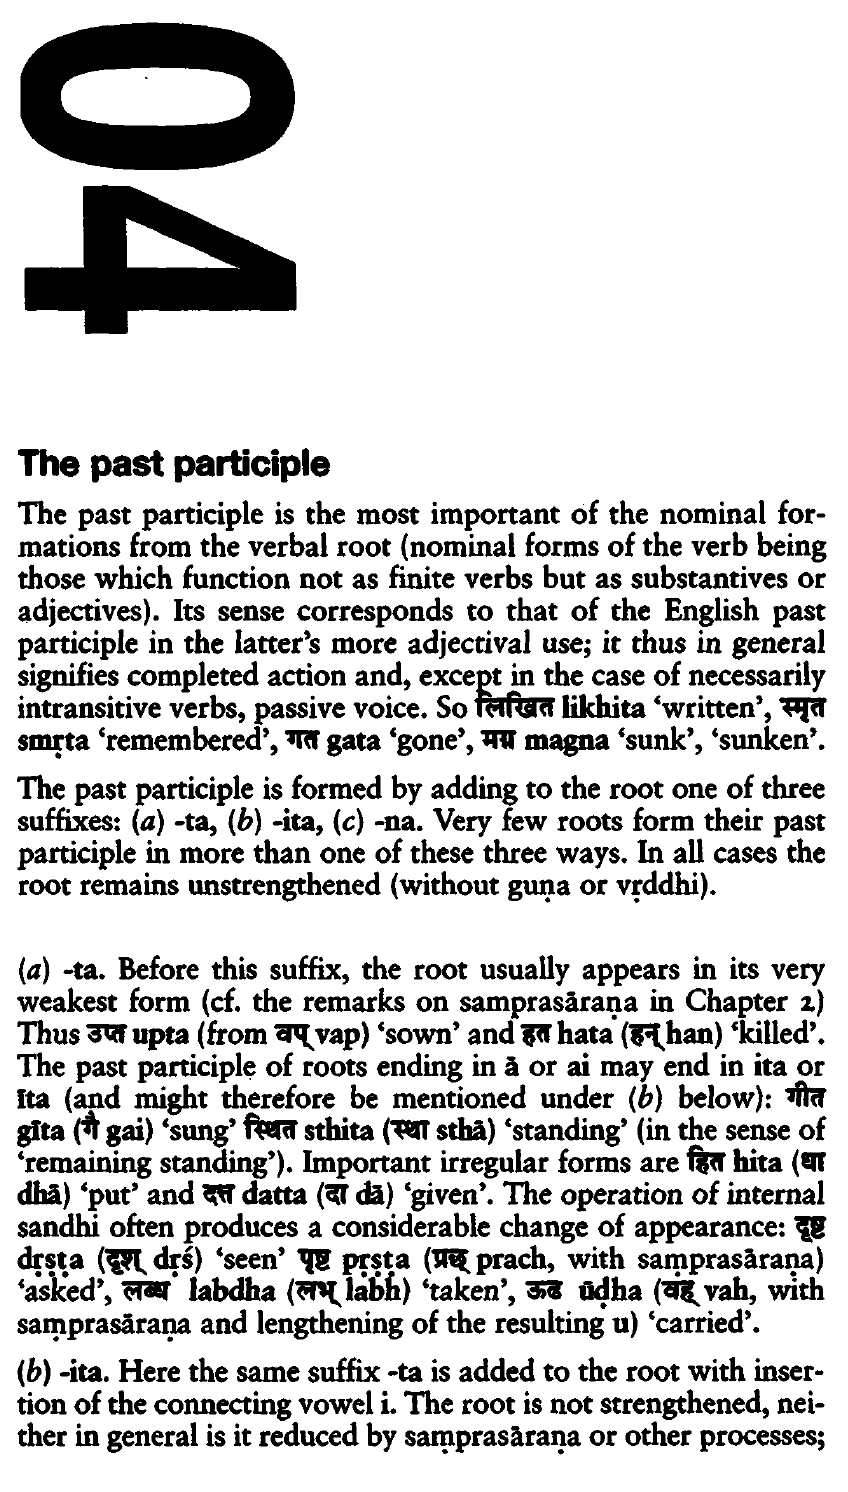 04
The past participle
The past participle is the most important of the nominal for-
mations from the verbal root (nominal forms of the verb being
those which function not as finite verbs but as substantives or
adjectives). Its sense corresponds to that of the English past
participle in the latter's more adjectival use; it thus in general
signifies completed action and, except in the case of necessarily
intransitive verbs, passive voice. So लिखित likhita ‘written’, स्मृत
smṛta ‘remembered’, गत gata ‘gone’, मग्न magna ‘sunk’, ‘sunken’.
The past participle is formed by adding to the root one of three
suffixes: (a) -ta, (b) -ita, (c) -na. Very few roots form their past
participle in more than one of these three ways. In all cases the
root remains unstrengthened (without guṇa or vṛddhi).
(a) -ta. Before this suffix, the root usually appears in its very
weakest form (cf. the remarks on samprasāraṇa in Chapter 2)
Thus उप्त upta (from वप् vap) ‘sown’ and हत hata (हन् han) ‘killed’.
The past participle of roots ending in ā or ai may end in ita or
īta (and might therefore be mentioned under (b) below): गीत
gīta (गै gai) ‘sung’ स्थित sthita (स्था sthā) ‘standing’ (in the sense of
‘remaining standing’). Important irregular forms are हित hita (धा
dhā) ‘put’ and दत्त datta (दा dā) ‘given’. The operation of internal
sandhi often produces a considerable change of appearance: दृष्ट
dṛṣṭa (दृश् dṛś) ‘seen’ पृष्ट pṛṣṭa (प्रछ् prach, with saṃprasāraṇa)
‘asked’, लब्ध labdha (लभ् labh) ‘taken’, ऊढ ūḍha (वह् vah, with
saṃprasāraṇa and lengthening of the resulting u) ‘carried’.
(b) -ita. Here the same suffix -ta is added to the root with inser-
tion of the connecting vowel i. The root is not strengthened, nei-
ther in general is it reduced by saṃprasāraṇa or other processes;